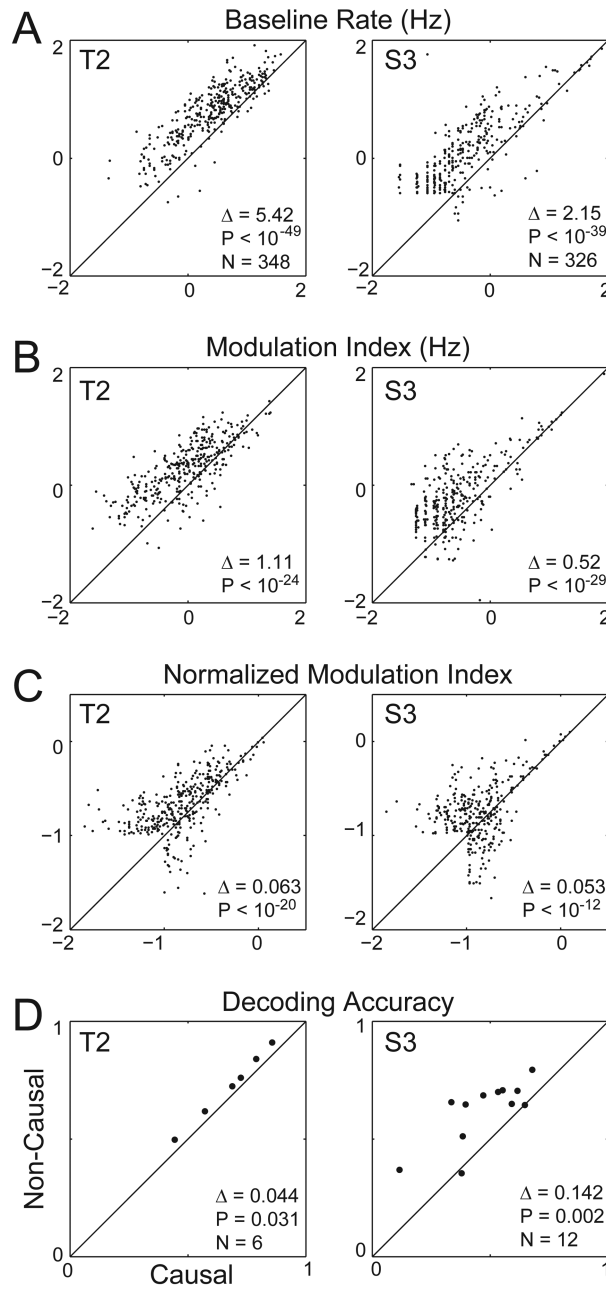 A
Baseline Rate (Hz)
T2
2
0
−2
−2
0
2
Δ = 5.42
P < 10^-49
N = 348
S3
2
0
−2
−2
0
2
Δ = 2.15
P < 10^-39
N = 326
B
Modulation Index (Hz)
T2
2
0
−2
−2
0
2
Δ = 1.11
P < 10^-24
S3
2
0
−2
−2
0
2
Δ = 0.52
P < 10^-29
C
Normalized Modulation Index
T2
0
−1
−2
−2
−1
0
Δ = 0.063
P < 10^-20
S3
0
−1
−2
−2
−1
0
Δ = 0.053
P < 10^-12
D
Decoding Accuracy
T2
1
0
0
1
Non-Causal
Causal
Δ = 0.044
P = 0.031
N = 6
S3
1
0
0
1
Δ = 0.142
P = 0.002
N = 12